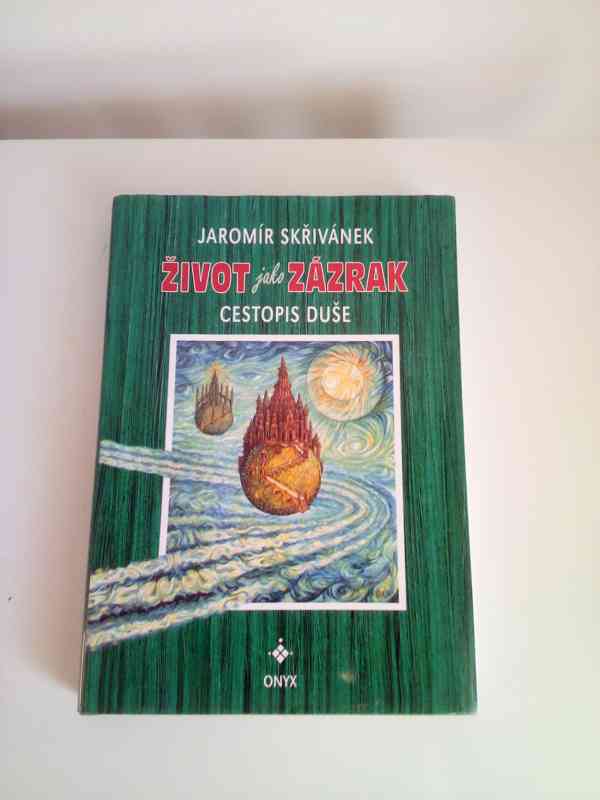 JAROMÍR SKŘIVÁNEK
ŽIVOT jako ZÁZRAK
CESTOPIS DUŠE
ONYX